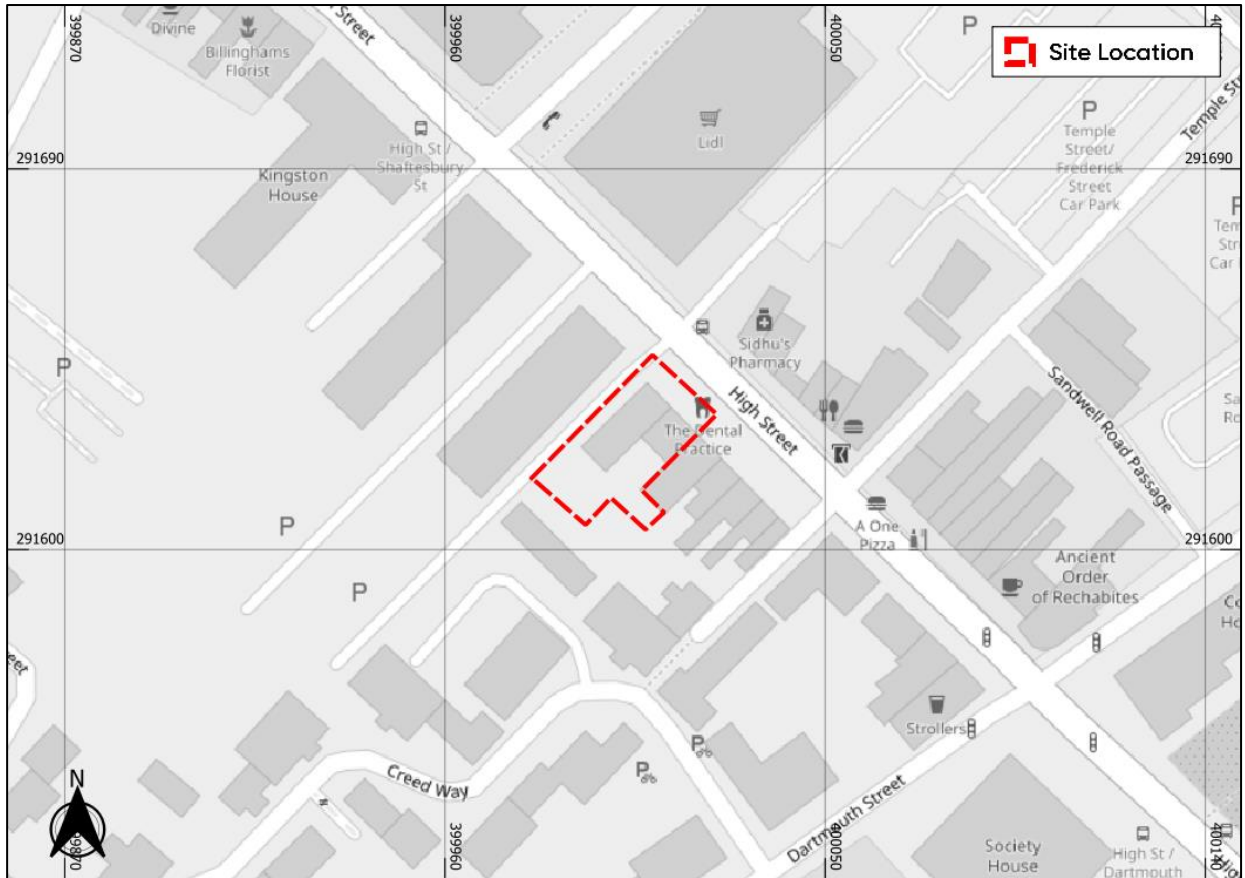 Divine
Billinghams
Florist
Street
399870
399960
400050
P
Site Location
Lidl
P
Temple
Street/
Frederick
Street
Car Park
291690
291690
High St /
Shaftesbury
St
Kingston
House
P
Sidhu's
Pharmacy
High Street
The Dental
Practice
Sandwell Road Passage
P
P
291600
291600
A One
Pizza
Ancient
Order
of Rechabites
Strollers
Creed Way
P
P
Dartmouth Street
Society
House
High St /
Dartmouth
N
399870
399960
400050
400140